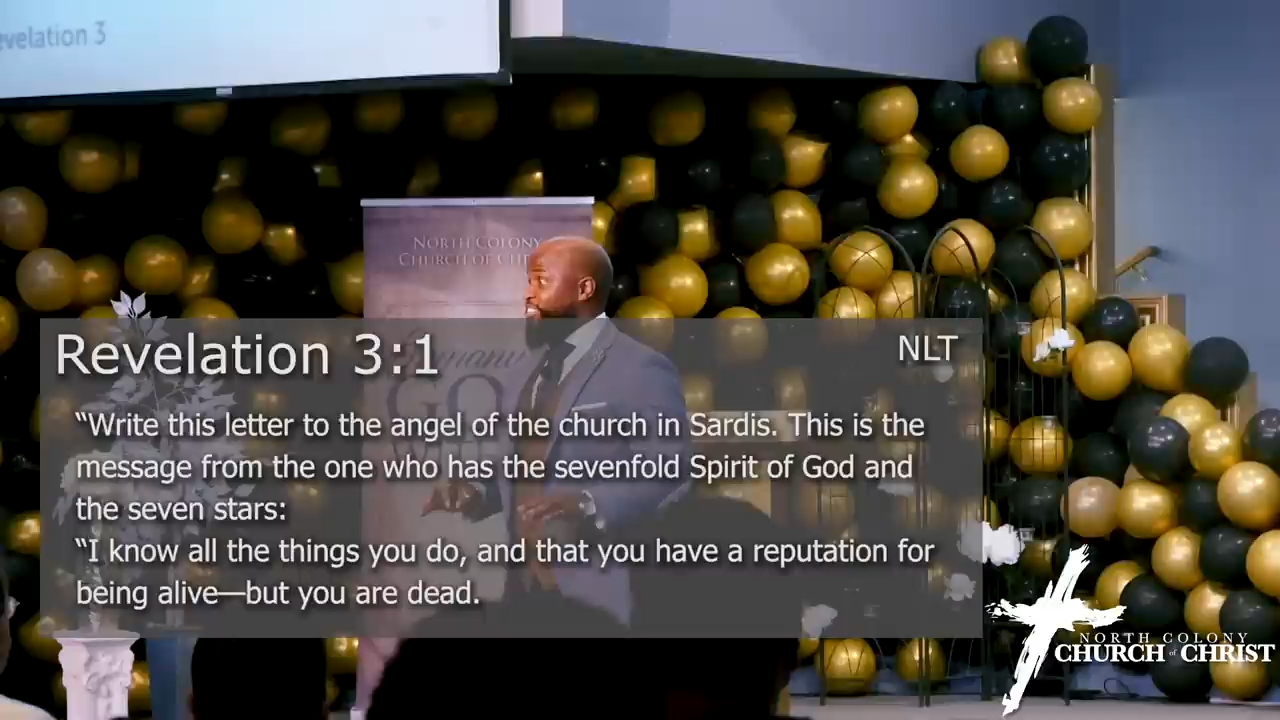 evelation 3
NORTH COLONY
CHURCH OF CH
Revelation 3:1
NLT
“Write this letter to the angel of the church in Sardis. This is the
message from the one who has the sevenfold Spirit of God and
the seven stars:
“I know all the things you do, and that you have a reputation for
being alive—but you are dead.
NORTH COLONY
CHURCH of CHRIST